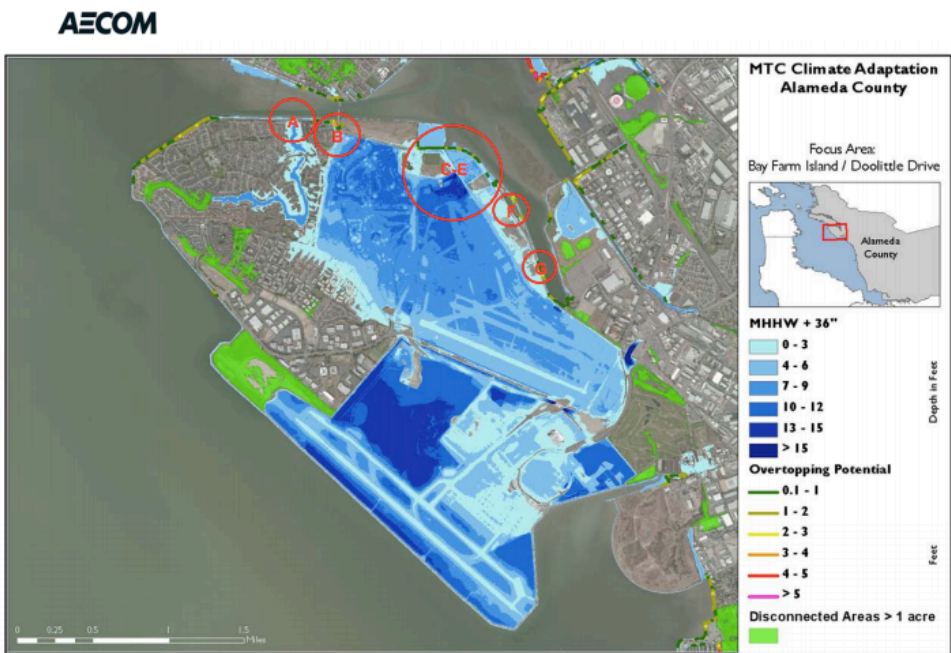 AECOM
MTC Climate Adaptation
Alameda County
Focus Area:
Bay Farm Island / Doolittle Drive
Alameda
County
MHHW + 36"
0 - 3
4 - 6
7 - 9
10 - 12
13 - 15
> 15
Depth in Feet
Overtopping Potential
0.1 - 1
1 - 2
2 - 3
3 - 4
4 - 5
> 5
Feet
Disconnected Areas > 1 acre
A
B
C-E
F
G
0 0.25 0.5 1 1.5
Miles